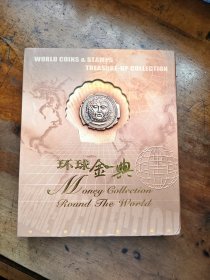 WORLD COINS & STAMPS
TREASURE-UP COLLECTION
环球金典
Money Collection
Round The World